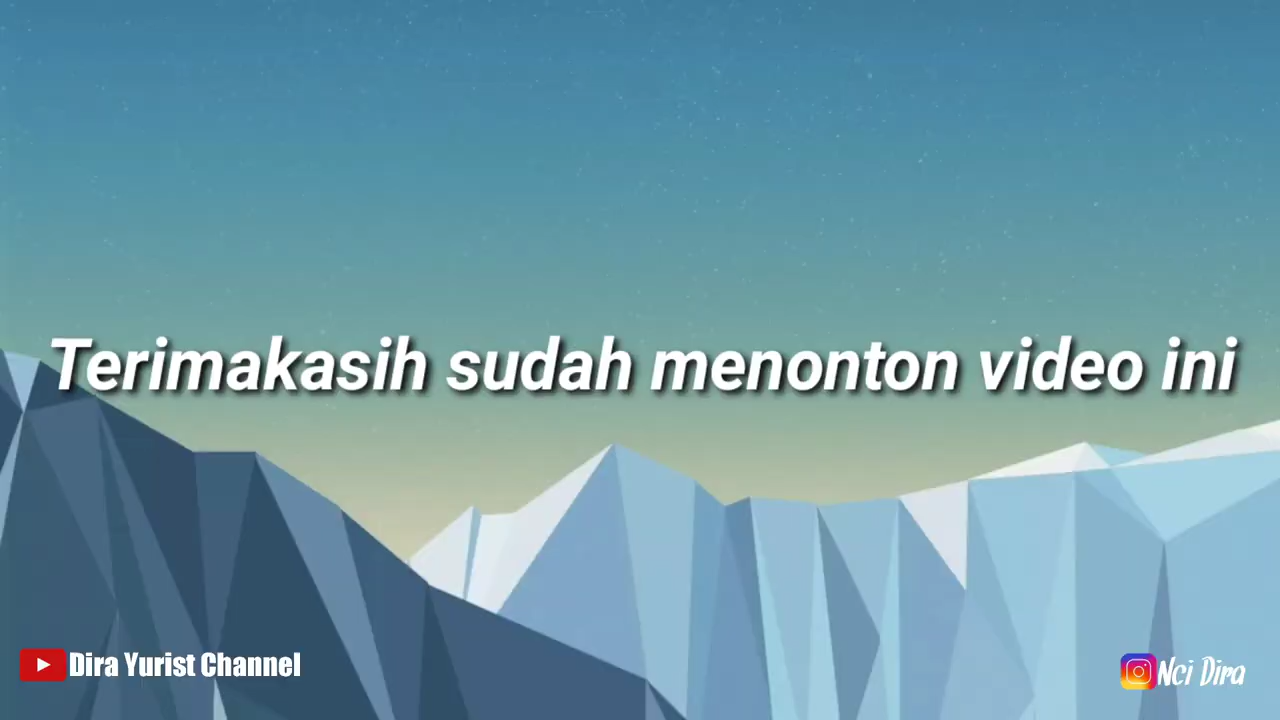 Terimakasih sudah menonton video ini
Dira Yurist Channel
Nci Dira